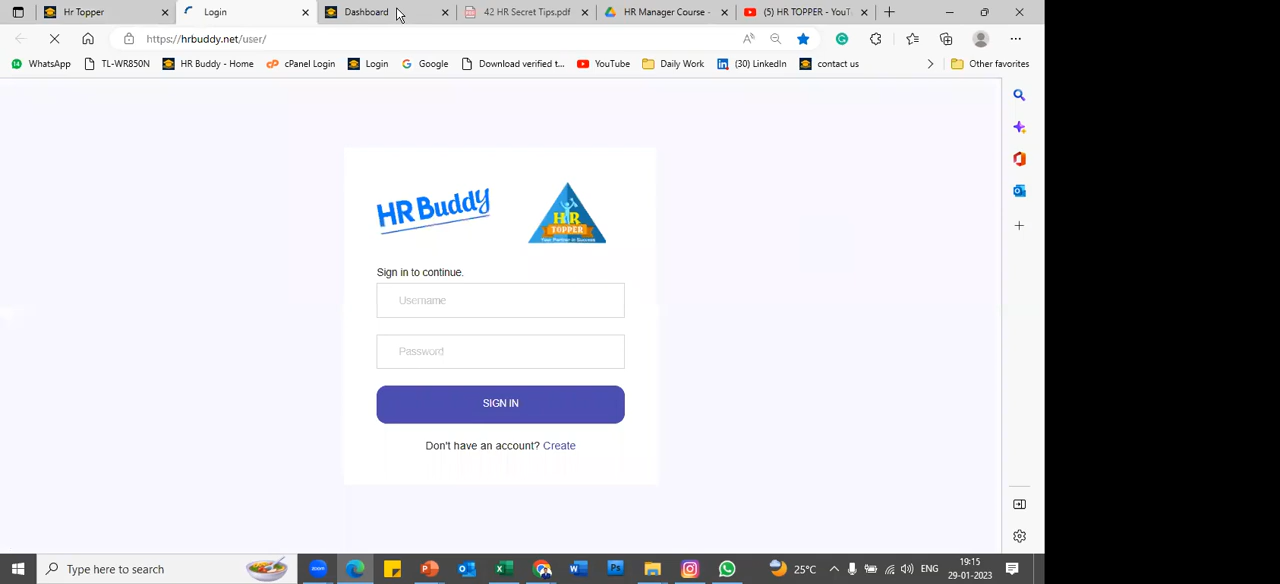 Hr Topper
Login
Dashboard
42 HR Secret Tips.pdf
HR Manager Course -
(5) HR TOPPER - YouT
https://hrbuddy.net/user/
WhatsApp
TL-WR850N
HR Buddy - Home
cPanel Login
Login
Google
Download verified t...
YouTube
Daily Work
(30) LinkedIn
contact us
Other favorites
HR Buddy
HR
TOPPER
Your Partner in Success
Sign in to continue.
Username
Password
SIGN IN
Don't have an account? Create
Type here to search
25°C
ENG
19:15
29-01-2023